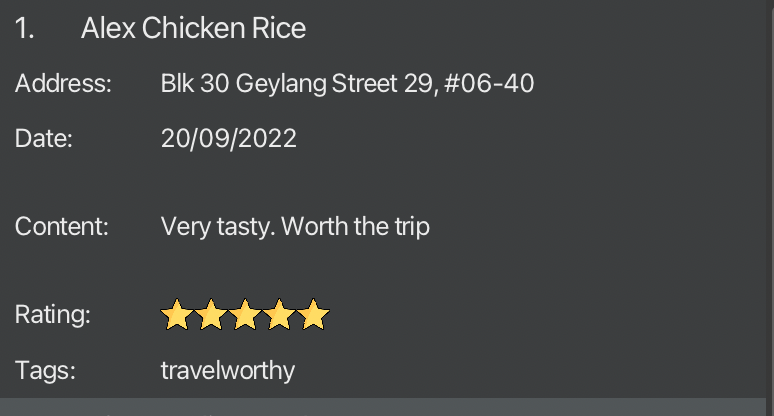 1. Alex Chicken Rice
Address: Blk 30 Geylang Street 29, #06-40
Date: 20/09/2022
Content: Very tasty. Worth the trip
Rating: ⭐⭐⭐⭐⭐
Tags: travelworthy